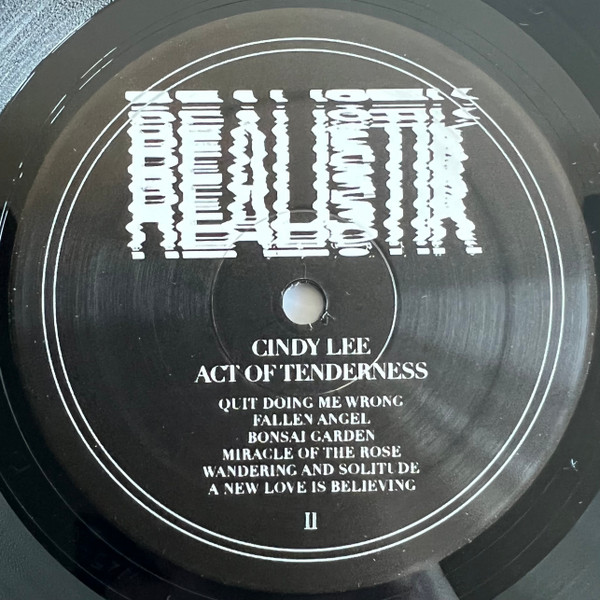 REALISTIK
CINDY LEE
ACT OF TENDERNESS
QUIT DOING ME WRONG
FALLEN ANGEL
BONSAI GARDEN
MIRACLE OF THE ROSE
WANDERING AND SOLITUDE
A NEW LOVE IS BELIEVING
II